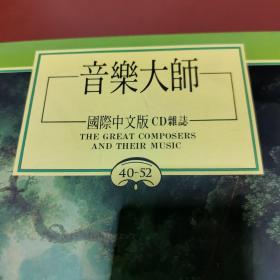 音樂大師
國際中文版CD雜誌
THE GREAT COMPOSERS
AND THEIR MUSIC
40-52